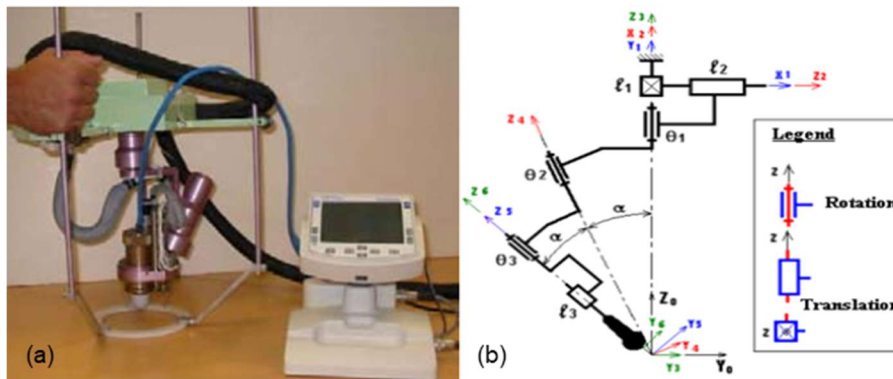 (a)
(b)
Z3
X2
Y1
ℓ1
ℓ2
X1
Z2
θ1
Z4
θ2
Z6
Z5
α
α
θ3
ℓ3
Z0
Y6
Y5
Y4
Y3
Y0
Legend
Z
Rotation
Z
Translation
Z